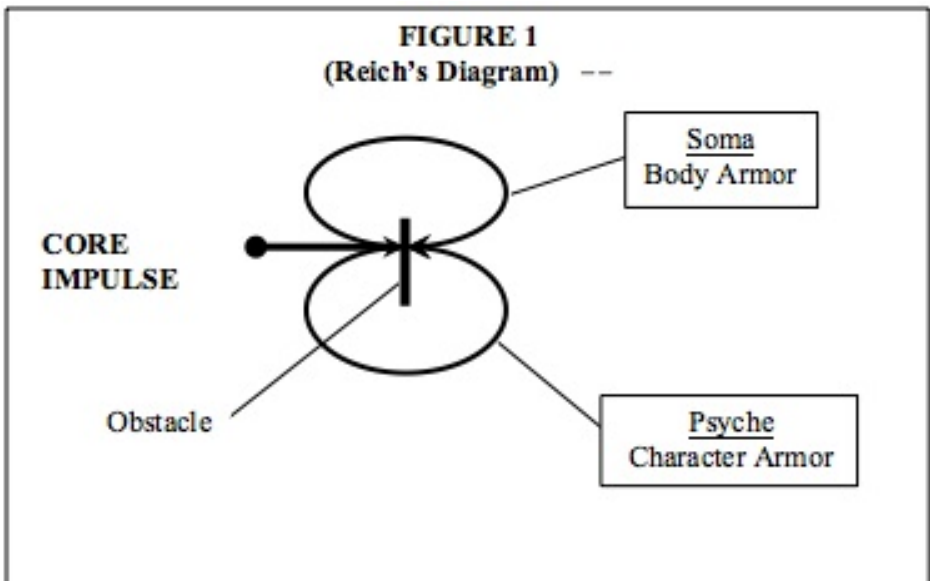 FIGURE 1
(Reich's Diagram) --
Soma
Body Armor
CORE
IMPULSE
Obstacle
Psyche
Character Armor